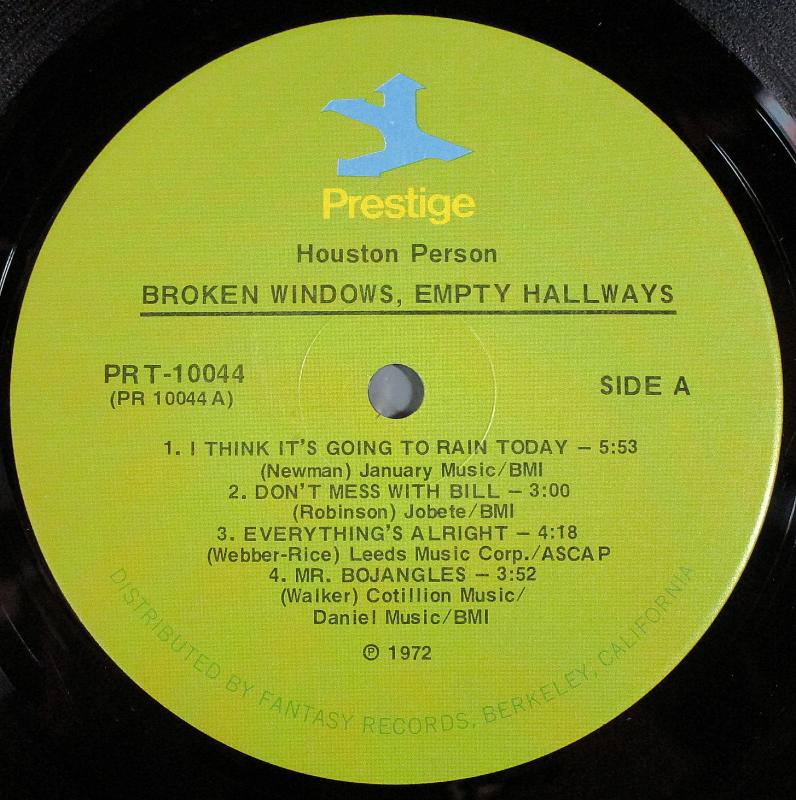 Prestige
Houston Person
BROKEN WINDOWS, EMPTY HALLWAYS
PRT-10044
(PR 10044 A)
SIDE A
1. I THINK IT'S GOING TO RAIN TODAY – 5:53
(Newman) January Music/BMI
2. DON'T MESS WITH BILL – 3:00
(Robinson) Jobete/BMI
3. EVERYTHING'S ALRIGHT – 4:18
(Webber-Rice) Leeds Music Corp./ASCAP
4. MR. BOJANGLES – 3:52
(Walker) Cotillion Music/
Daniel Music/BMI
℗ 1972
DISTRIBUTED BY FANTASY RECORDS, BERKELEY, CALIFORNIA